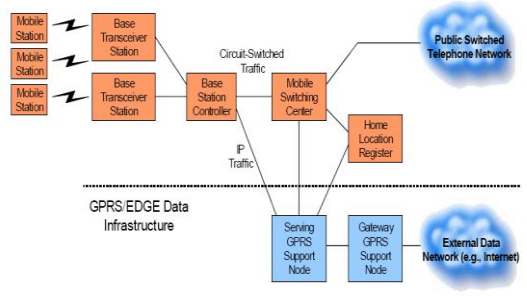 Mobile
Station
Mobile
Station
Mobile
Station
Base
Transceiver
Station
Base
Transceiver
Station
Circuit-Switched
Traffic
Base
Station
Controller
Mobile
Switching
Center
Public Switched
Telephone Network
Home
Location
Register
IP
Traffic
GPRS/EDGE Data
Infrastructure
Serving
GPRS
Support
Node
Gateway
GPRS
Support
Node
External Data
Network (e.g., Internet)